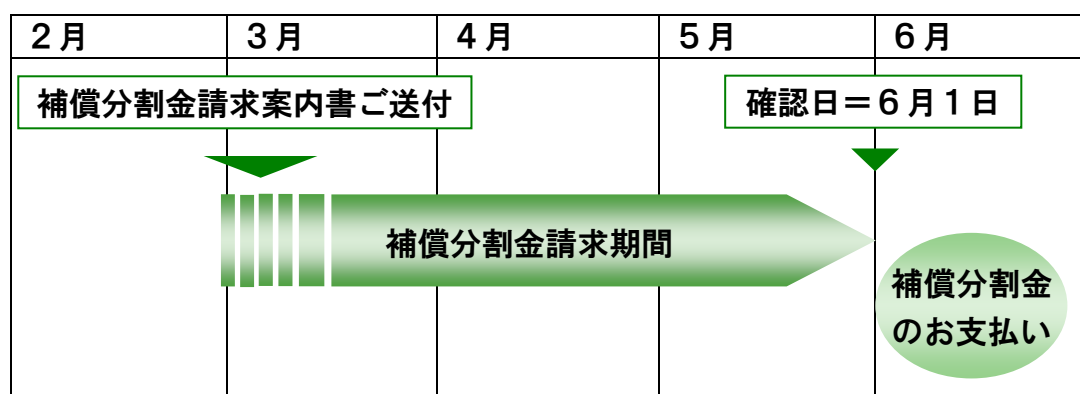 ２月 ３月 ４月 ５月 ６月
補償分割金請求案内書ご送付
確認日＝６月１日
補償分割金請求期間
補償分割金
のお支払い